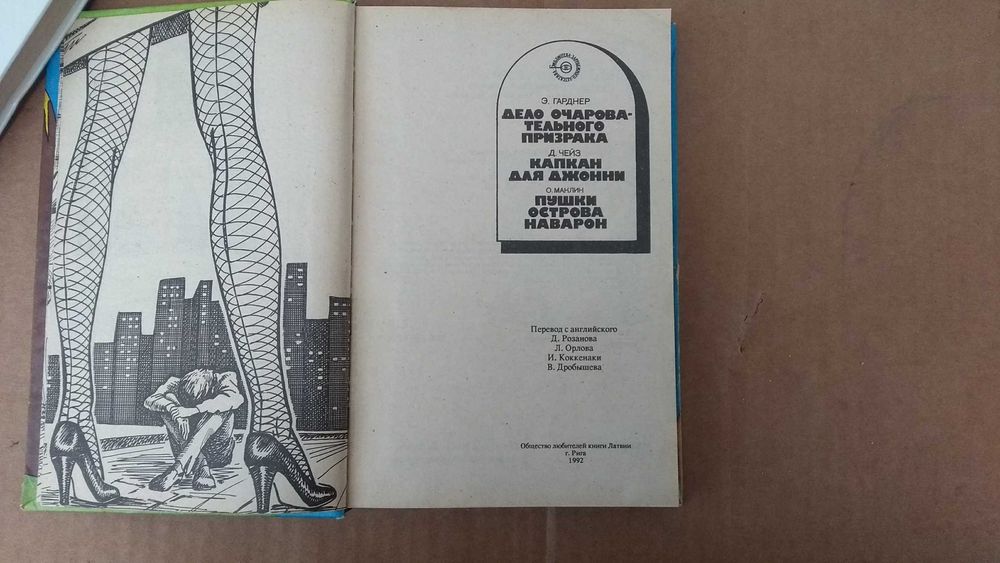 Э. ГАРДНЕР
ДЕЛО ОЧАРОВА-
ТЕЛЬНОГО
ПРИЗРАКА
Д. ЧЕЙЗ
КАПКАН
ДЛЯ ДЖОННИ
О. МАКЛИН
ПУШКИ
ОСТРОВА
НАВАРОН
Перевод с английского
Д. Розанова
Л. Орлова
И. Коккенаки
В. Дробышева
Общество любителей книги Латвии
г. Рига
1992